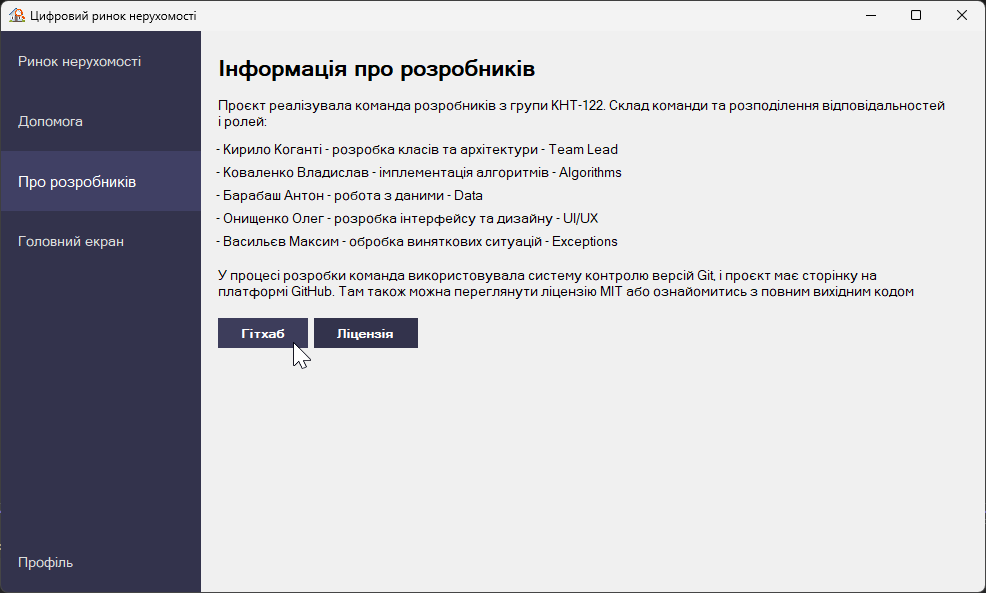 Цифровий ринок нерухомості
Ринок нерухомості
Допомога
Про розробників
Головний екран
Профіль
Інформація про розробників
Проєкт реалізувала команда розробників з групи КНТ-122. Склад команди та розподілення відповідальностей
і ролей:
- Кирило Коганті - розробка класів та архітектури - Team Lead
- Коваленко Владислав - імплементація алгоритмів - Algorithms
- Барабаш Антон - робота з даними - Data
- Онищенко Олег - розробка інтерфейсу та дизайну - UI/UX
- Васильєв Максим - обробка виняткових ситуацій - Exceptions
У процесі розробки команда використовувала систему контролю версій Git, і проєкт має сторінку на
платформі GitHub. Там також можна переглянути ліцензію MIT або ознайомитись з повним вихідним кодом
Гітхаб
Ліцензія